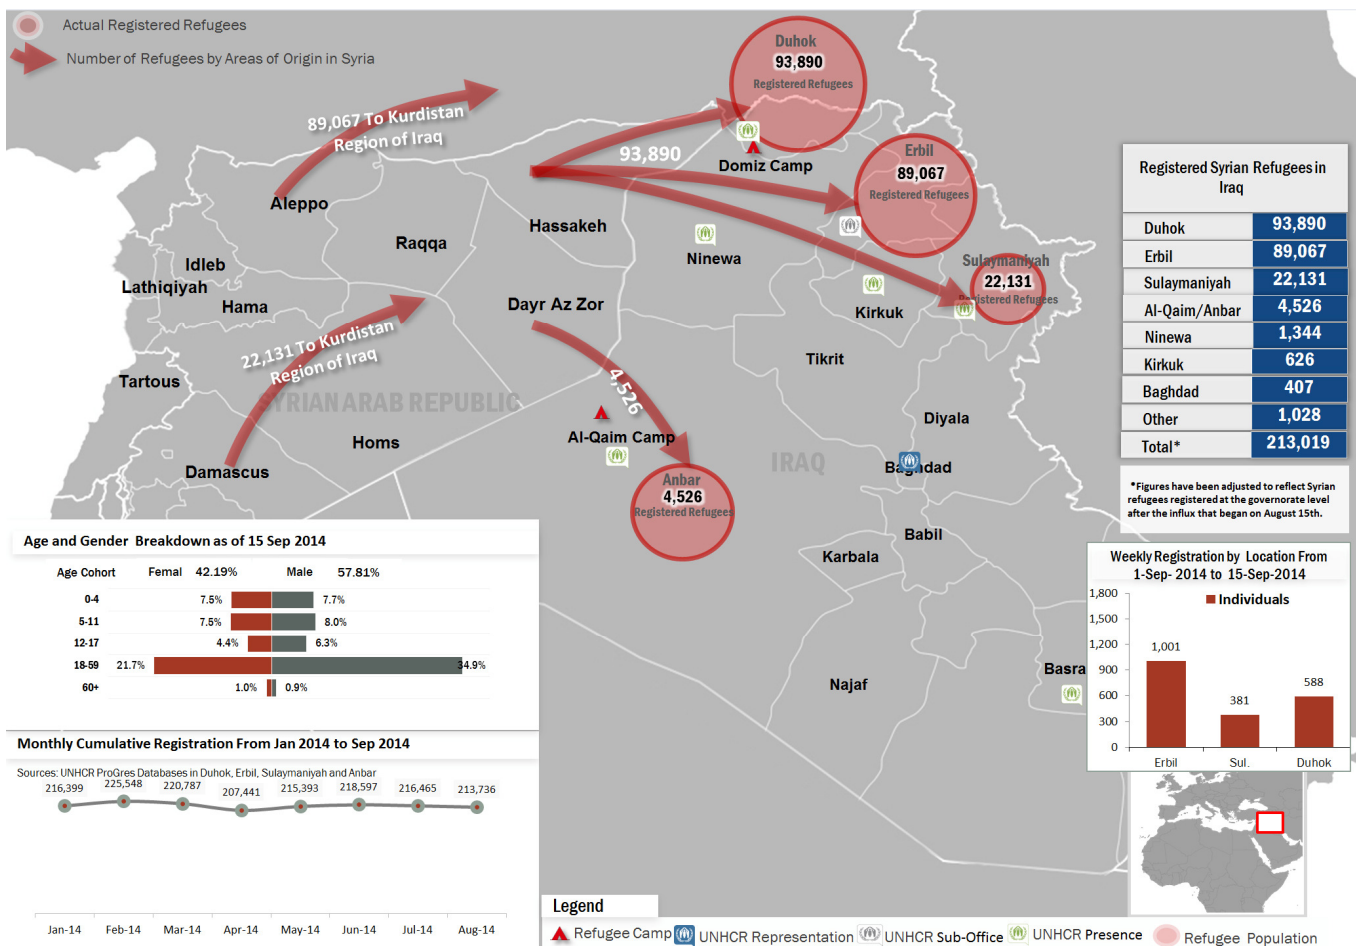 Actual Registered Refugees
Number of Refugees by Areas of Origin in Syria
89,067 To Kurdistan
Region of Iraq
22,131 To Kurdistan
Region of Iraq
93,890
4,526
Duhok
93,890
Registered Refugees
Erbil
89,067
Registered Refugees
Sulaymaniyah
22,131
Registered Refugees
Anbar
4,526
Registered Refugees
Domiz Camp
Aleppo
Raqqa
Hassakeh
Idleb
Lathiqiyah
Hama
Dayr Az Zor
Tartous
Homs
Damascus
SYRIAN ARAB REPUBLIC
Ninewa
Kirkuk
Tikrit
Diyala
Al-Qaim Camp
IRAQ
Baghdad
Babil
Karbala
Najaf
Basra
Registered Syrian Refugees in
Iraq
Duhok 93,890
Erbil 89,067
Sulaymaniyah 22,131
Al-Qaim/Anbar 4,526
Ninewa 1,344
Kirkuk 626
Baghdad 407
Other 1,028
Total* 213,019
*Figures have been adjusted to reflect Syrian
refugees registered at the governorate level
after the influx that began on August 15th.
Age and Gender Breakdown as of 15 Sep 2014
Age Cohort Femal 42.19% Male 57.81%
0-4 7.5% 7.7%
5-11 7.5% 8.0%
12-17 4.4% 6.3%
18-59 21.7% 34.9%
60+ 1.0% 0.9%
Monthly Cumulative Registration From Jan 2014 to Sep 2014
Sources: UNHCR ProGres Databases in Duhok, Erbil, Sulaymaniyah and Anbar
216,399 225,548 220,787 207,441 215,393 218,597 216,465 213,736
Jan-14 Feb-14 Mar-14 Apr-14 May-14 Jun-14 Jul-14 Aug-14
Weekly Registration by Location From
1-Sep- 2014 to 15-Sep-2014
Individuals
1,800
1,500
1,200
900
600
300
0
1,001 381 588
Erbil Sul. Duhok
Legend
Refugee Camp UNHCR Representation UNHCR Sub-Office UNHCR Presence Refugee Population